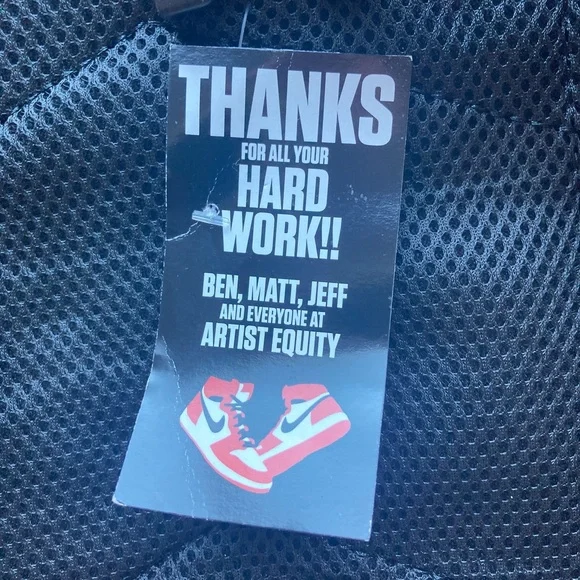 THANKS
FOR ALL YOUR
HARD
WORK!!
BEN, MATT, JEFF
AND EVERYONE AT
ARTIST EQUITY